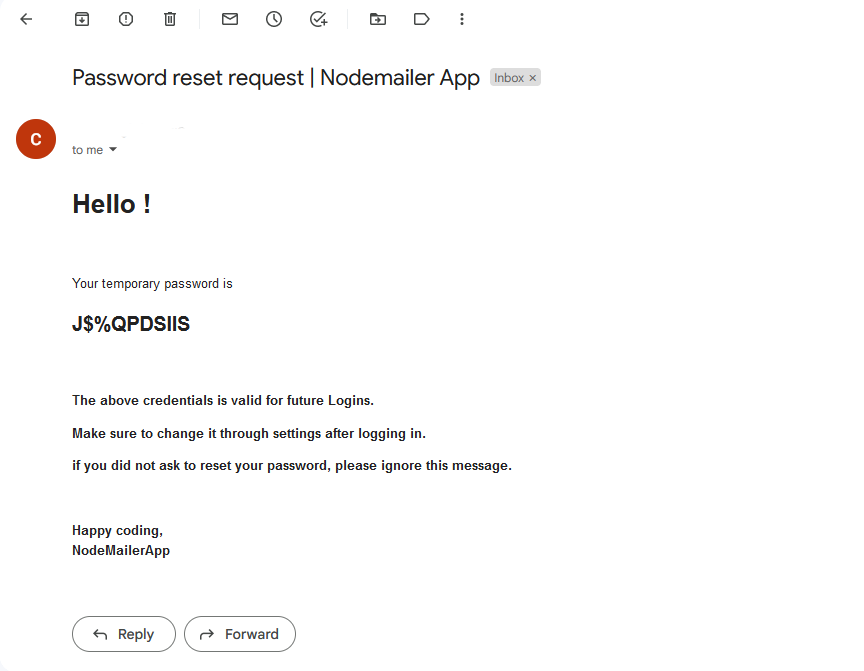 Password reset request | Nodemailer App Inbox ×
C
to me
Hello !
Your temporary password is
J$%QPDSIIS
The above credentials is valid for future Logins.
Make sure to change it through settings after logging in.
if you did not ask to reset your password, please ignore this message.
Happy coding,
NodeMailerApp
Reply Forward